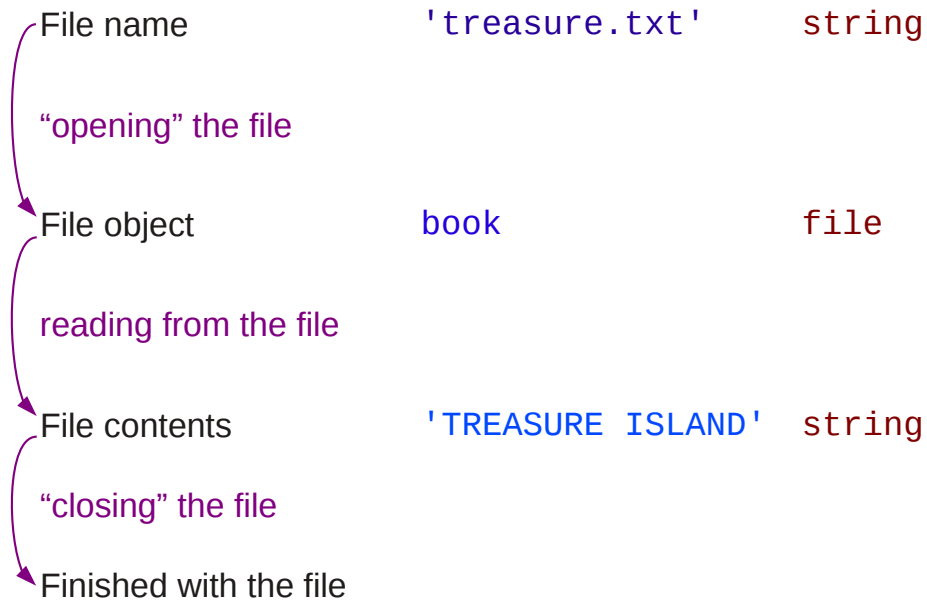 File name 'treasure.txt' string
“opening” the file
File object book file
reading from the file
File contents 'TREASURE ISLAND' string
“closing” the file
Finished with the file